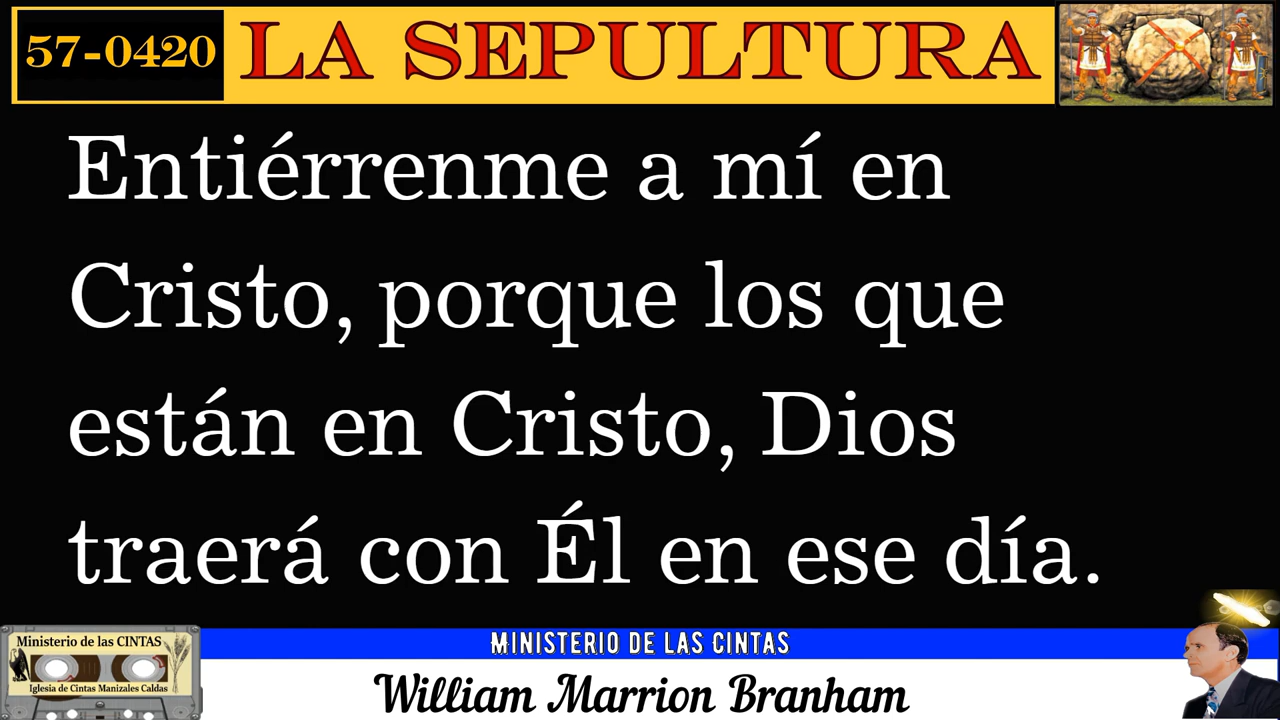 57-0420
LA SEPULTURA
Entiérrenme a mí en
Cristo, porque los que
están en Cristo, Dios
traerá con Él en ese día.
Ministerio de las CINTAS
Iglesia de Cintas Manizales Caldas
MINISTERIO DE LAS CINTAS
William Marrion Branham